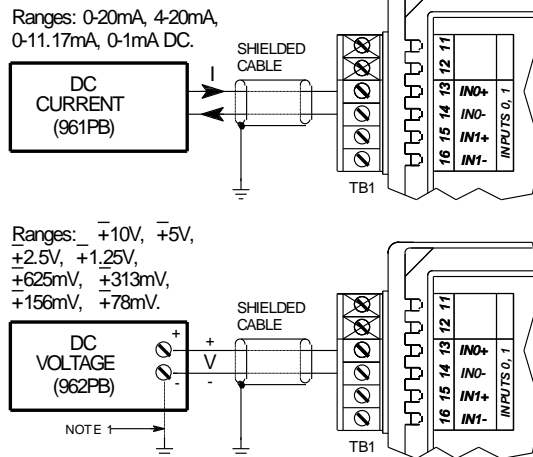 Ranges: 0-20mA, 4-20mA,
0-11.17mA, 0-1mA DC.
DC
CURRENT
(961PB)
I
SHIELDED
CABLE
11
12
13 IN0+
14 IN0-
15 IN1+
16 IN1-
INPUTS 0, 1
TB1
Ranges: ∓10V, ∓5V,
∓2.5V, ∓1.25V,
∓625mV, ∓313mV,
∓156mV, ∓78mV.
DC
VOLTAGE
(962PB)
+
-
+
V
-
SHIELDED
CABLE
NOTE 1
11
12
13 IN0+
14 IN0-
15 IN1+
16 IN1-
INPUTS 0, 1
TB1